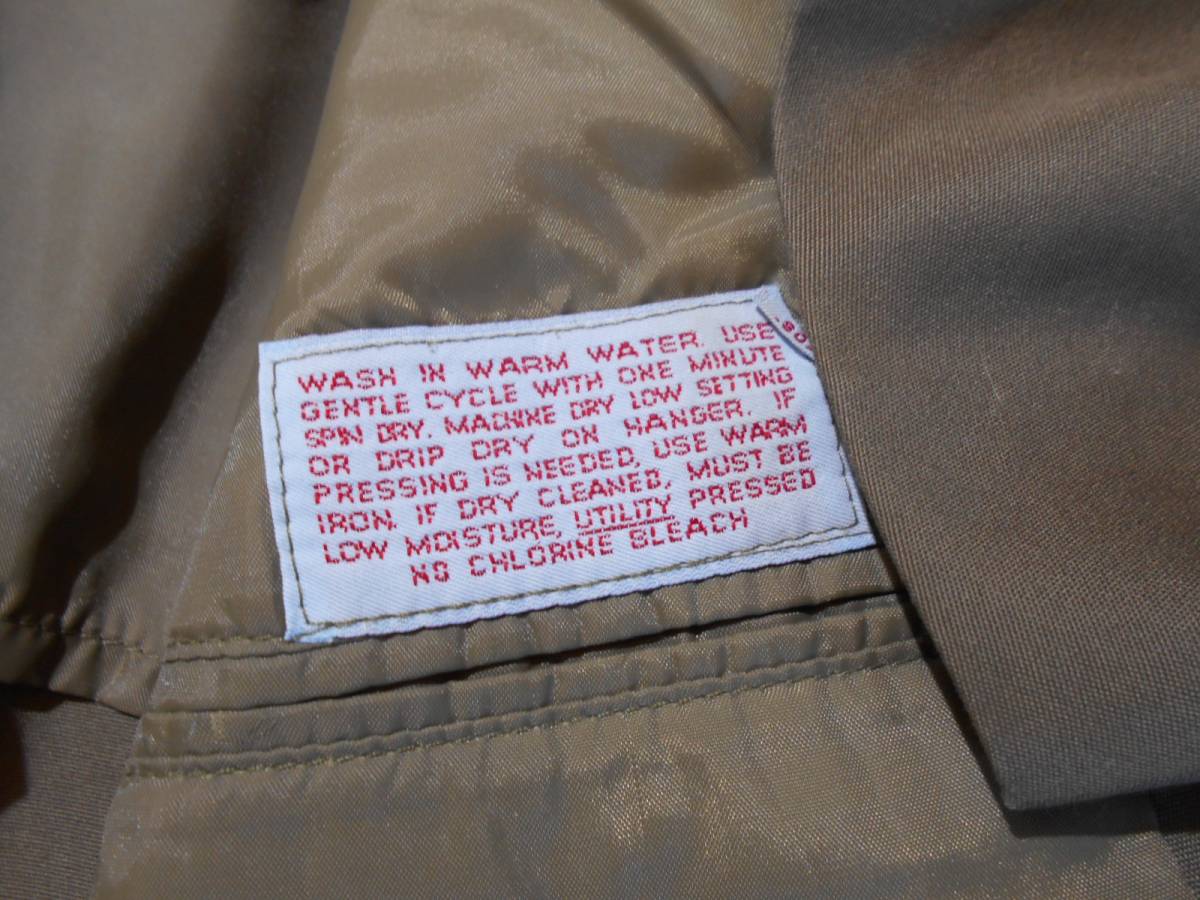 WASH IN WARM WATER. USE
GENTLE CYCLE WITH ONE MINUTE
SPIN DRY. MACHINE DRY LOW SETTING
OR DRIP DRY ON HANGER. IF
PRESSING IS NEEDED, USE WARM
IRON. IF DRY CLEANED, MUST BE
LOW MOISTURE, UTILITY PRESSED
NO CHLORINE BLEACH